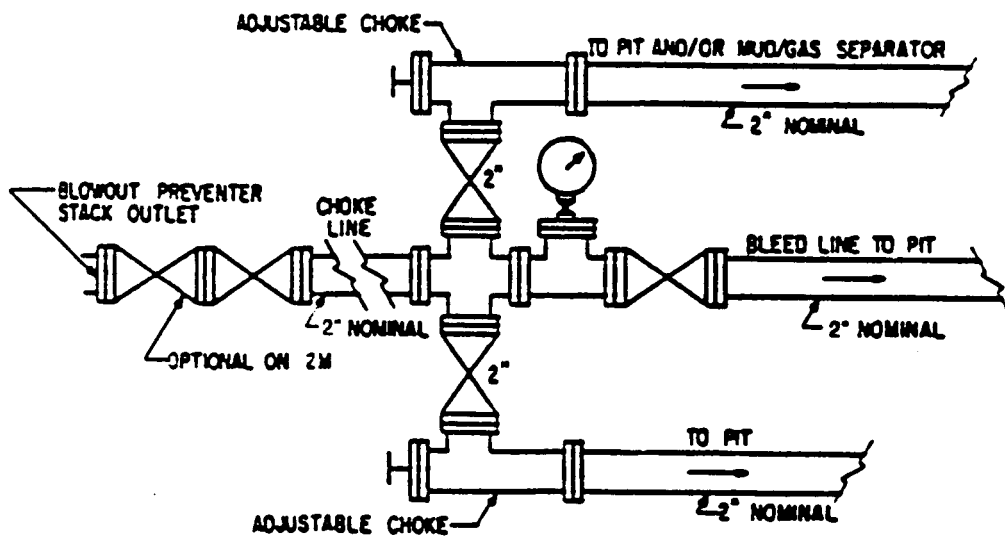 ADJUSTABLE CHOKE
TO PIT AND/OR MUD/GAS SEPARATOR
2" NOMINAL
2"
BLOWOUT PREVENTER
STACK OUTLET
CHOKE
LINE
BLEED LINE TO PIT
2" NOMINAL
2" NOMINAL
OPTIONAL ON 2M
2"
TO PIT
2" NOMINAL
ADJUSTABLE CHOKE